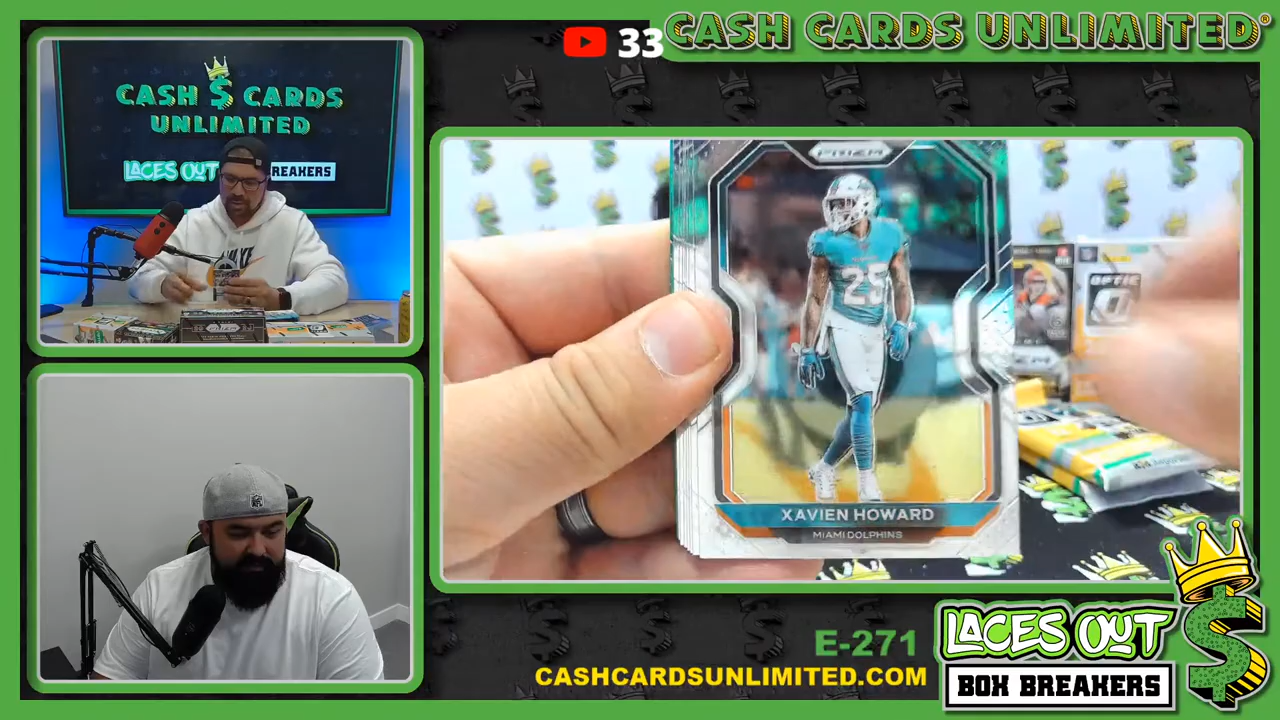 33
CASH CARDS UNLIMITED®
CASH $ CARDS
UNLIMITED
LACES OUT
REAKERS
PRIZM
25
XAVIEN HOWARD
MIAMI DOLPHINS
OPTIC
E-271
CASHCARDSUNLIMITED.COM
LACES OUT
BOX BREAKERS